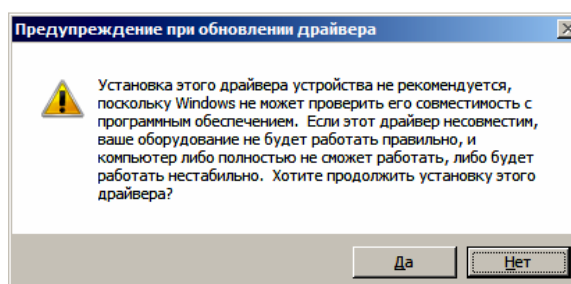 Предупреждение при обновлении драйвера
Установка этого драйвера устройства не рекомендуется,
поскольку Windows не может проверить его совместимость с
программным обеспечением. Если этот драйвер несовместим,
ваше оборудование не будет работать правильно, и
компьютер либо полностью не сможет работать, либо будет
работать нестабильно. Хотите продолжить установку этого
драйвера?
Да
Нет